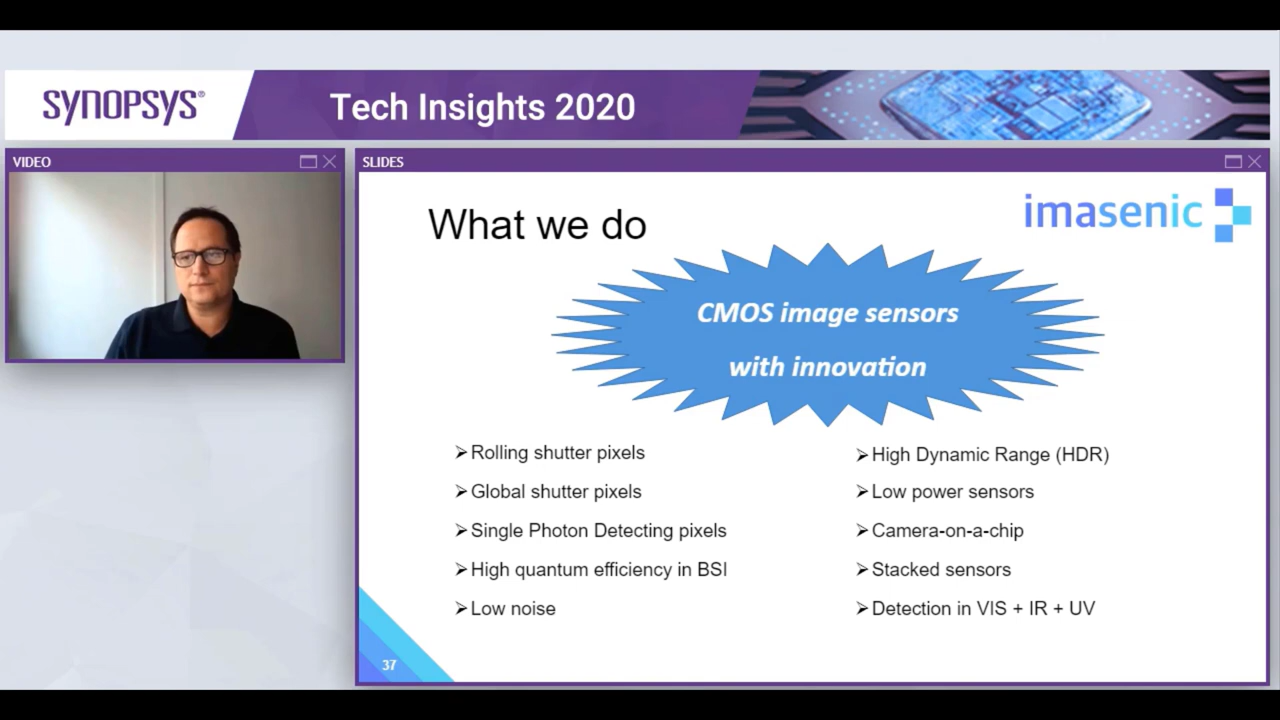 SYNOPSYS®
Tech Insights 2020
VIDEO
SLIDES
What we do
imasenic
CMOS image sensors
with innovation
➢Rolling shutter pixels
➢Global shutter pixels
➢Single Photon Detecting pixels
➢High quantum efficiency in BSI
➢Low noise
➢High Dynamic Range (HDR)
➢Low power sensors
➢Camera-on-a-chip
➢Stacked sensors
➢Detection in VIS + IR + UV
37